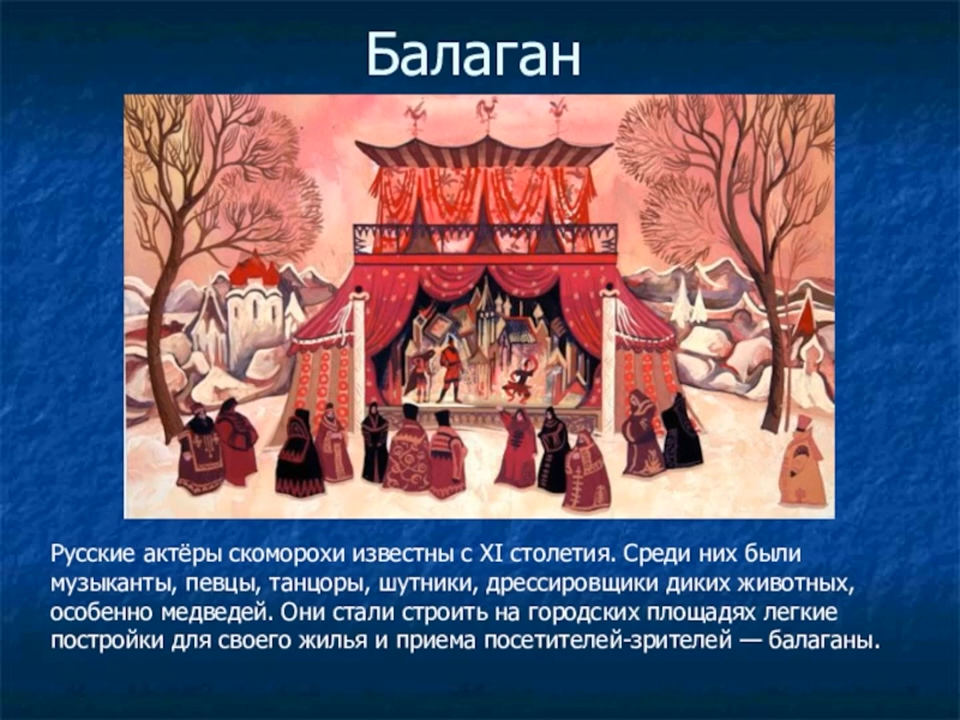 Балаган
Русские актёры скоморохи известны с XI столетия. Среди них были
музыканты, певцы, танцоры, шутники, дрессировщики диких животных,
особенно медведей. Они стали строить на городских площадях легкие
постройки для своего жилья и приема посетителей-зрителей — балаганы.